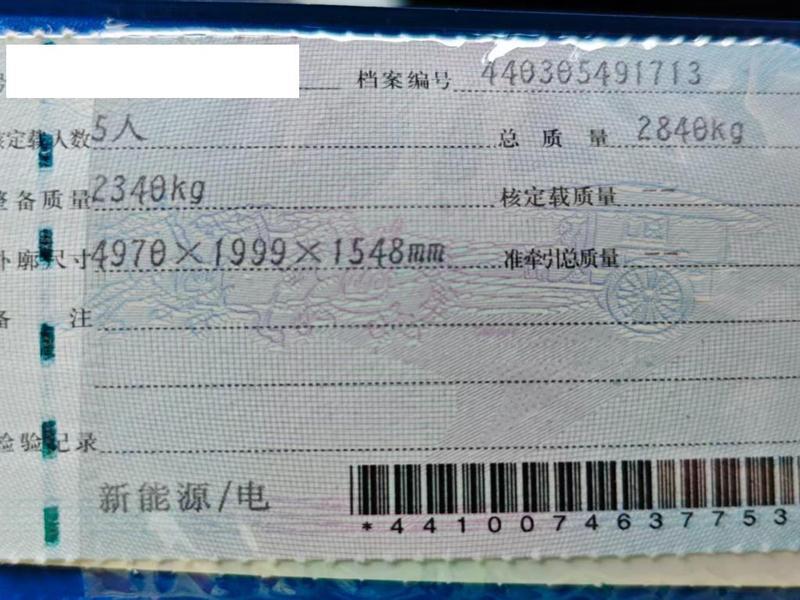 号 档案编号 440305491713
核定载人数 5人 总质量 2840kg
整备质量 2340kg 核定载质量 --
外廓尺寸 4970×1999×1548mm 准牵引总质量 --
备注
检验记录
新能源/电
*4410074637753